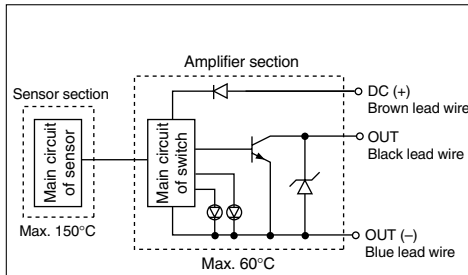 Amplifier section
Sensor section
DC (+)
Brown lead wire
Main circuit
of sensor
Main circuit
of switch
OUT
Black lead wire
Max. 150°C
OUT (–)
Blue lead wire
Max. 60°C